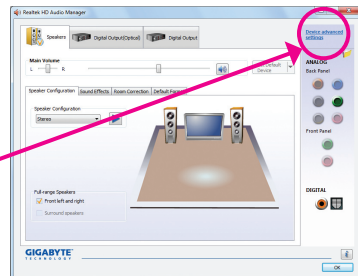 Realtek HD Audio Manager
Speakers
Digital Output(Optical)
Digital Output
Device advanced
settings
Main Volume
L
R
Default
Device
ANALOG
Back Panel
Speaker Configuration
Sound Effects
Room Correction
Default Format
Speaker Configuration
Stereo
Front Panel
Full-range Speakers
Front left and right
Surround speakers
DIGITAL
GIGABYTE
TECHNOLOGY
i
OK